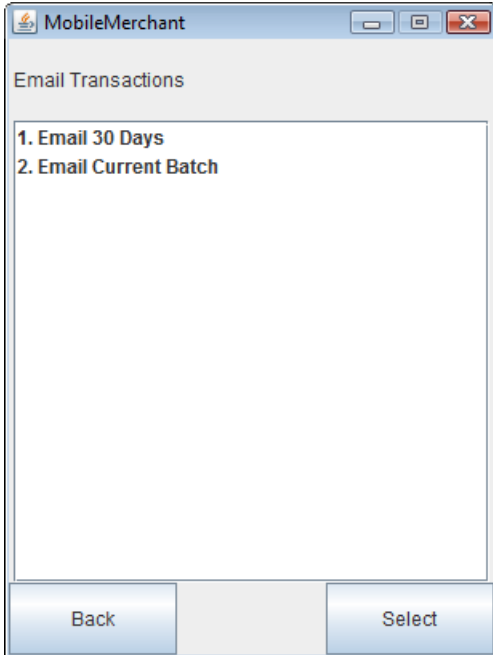 MobileMerchant
Email Transactions
1. Email 30 Days
2. Email Current Batch
Back
Select